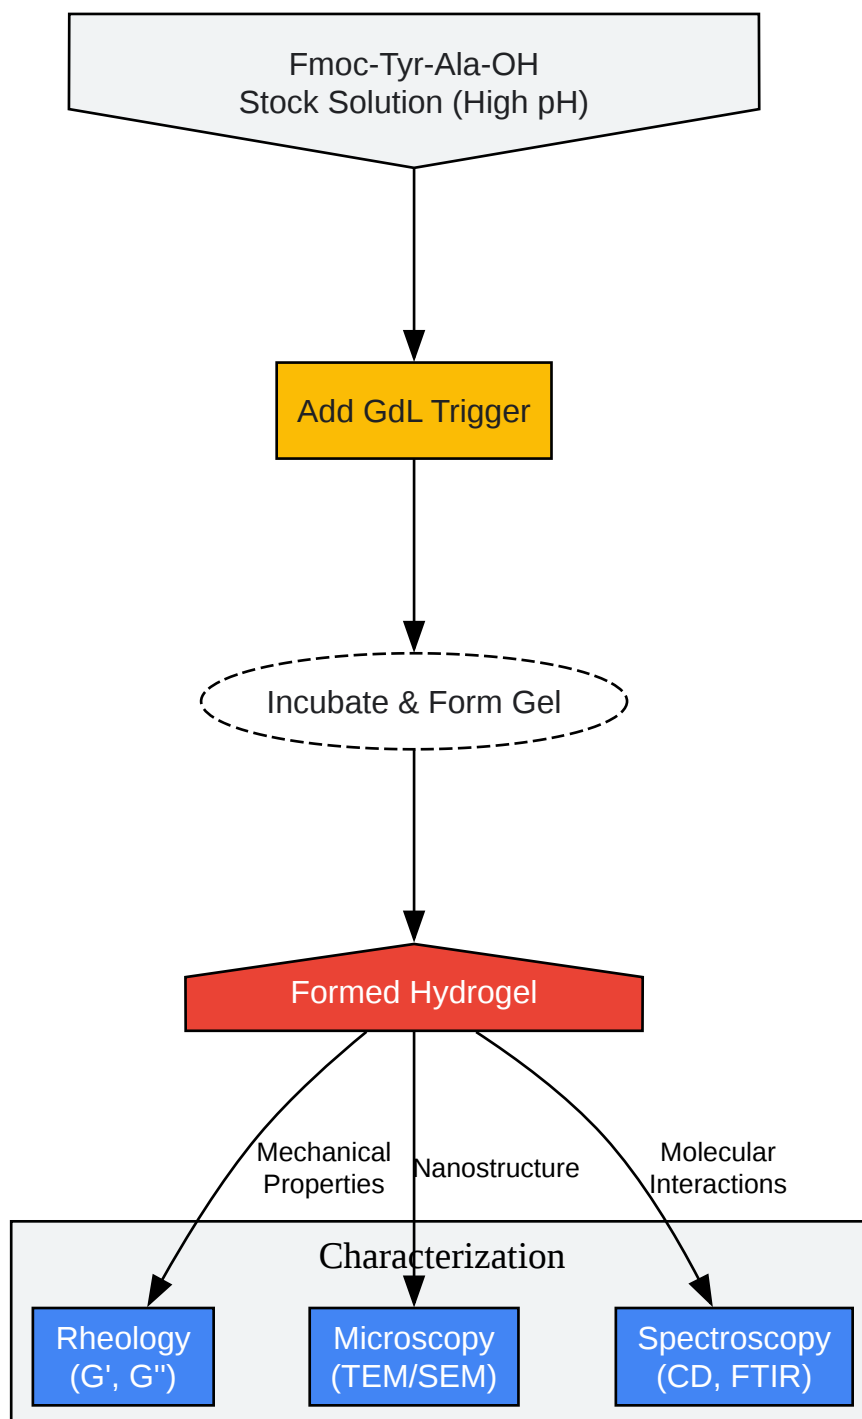 Fmoc-Tyr-Ala-OH
Stock Solution (High pH)
Add GdL Trigger
Incubate & Form Gel
Formed Hydrogel
Mechanical
Properties
Nanostructure
Molecular
Interactions
Characterization
Rheology
(G', G'')
Microscopy
(TEM/SEM)
Spectroscopy
(CD, FTIR)